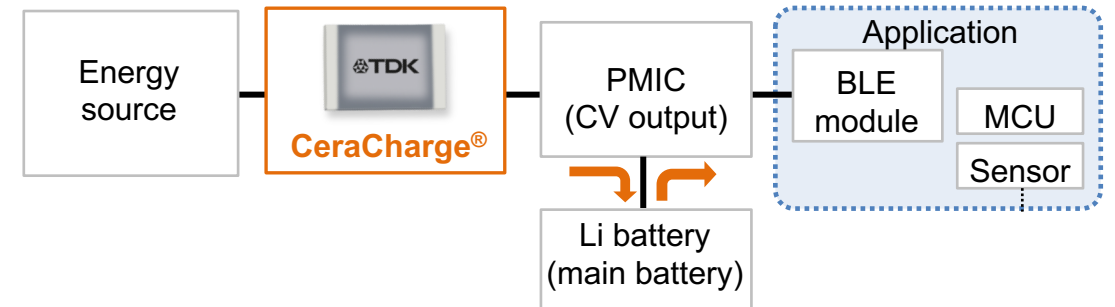 Energy
source
TDK
CeraCharge®
PMIC
(CV output)
Application
BLE
module
MCU
Sensor
Li battery
(main battery)